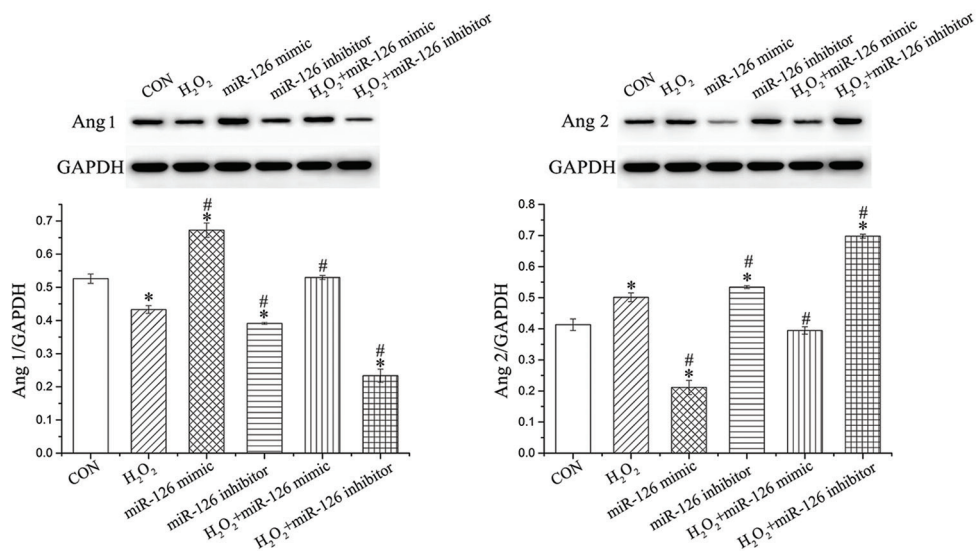 CON
H₂O₂
miR-126 mimic
miR-126 inhibitor
H₂O₂+miR-126 mimic
H₂O₂+miR-126 inhibitor
Ang 1
GAPDH
Ang 1/GAPDH
0.7
0.6
0.5
0.4
0.3
0.2
0.1
0.0
*
#
*
#
*
#
#
*
CON
H₂O₂
miR-126 mimic
miR-126 inhibitor
H₂O₂+miR-126 mimic
H₂O₂+miR-126 inhibitor
CON
H₂O₂
miR-126 mimic
miR-126 inhibitor
H₂O₂+miR-126 mimic
H₂O₂+miR-126 inhibitor
Ang 2
GAPDH
Ang 2/GAPDH
0.8
0.7
0.6
0.5
0.4
0.3
0.2
0.1
0.0
*
#
*
#
*
#
#
*
CON
H₂O₂
miR-126 mimic
miR-126 inhibitor
H₂O₂+miR-126 mimic
H₂O₂+miR-126 inhibitor